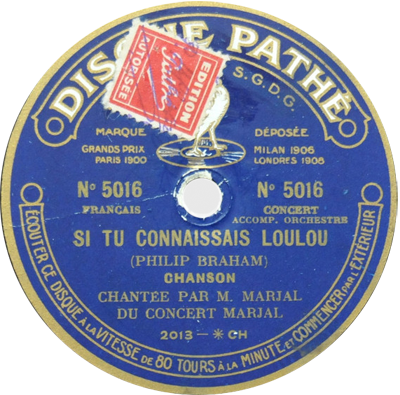 DISQUE PATHÉ
S.G.D.G.
EDITION
AUTORISÉE
MARQUE DÉPOSÉE
GRANDS PRIX MILAN 1906
PARIS 1900 LONDRES 1908
Nº 5016 Nº 5016
FRANÇAIS CONCERT
ACCOMP. ORCHESTRE
SI TU CONNAISSAIS LOULOU
(PHILIP BRAHAM)
CHANSON
CHANTÉE PAR M. MARJAL
DU CONCERT MARJAL
2013 — ✳ CH
ÉCOUTER CE DISQUE À LA VITESSE DE 80 TOURS À LA MINUTE ET COMMENCER PAR L'EXTÉRIEUR